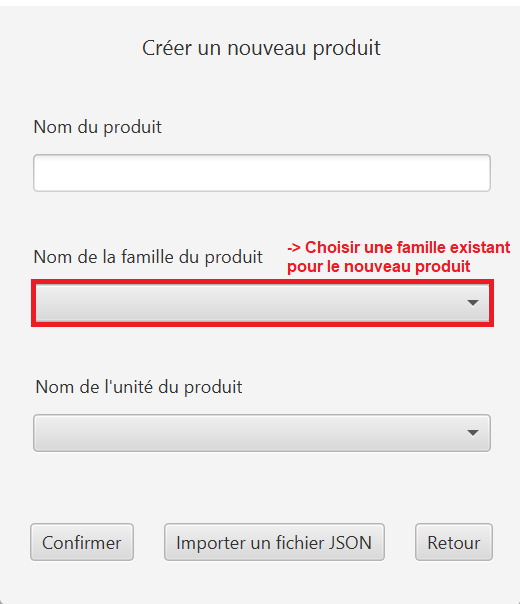 Créer un nouveau produit
Nom du produit
Nom de la famille du produit
-> Choisir une famille existant
pour le nouveau produit
Nom de l'unité du produit
Confirmer
Importer un fichier JSON
Retour